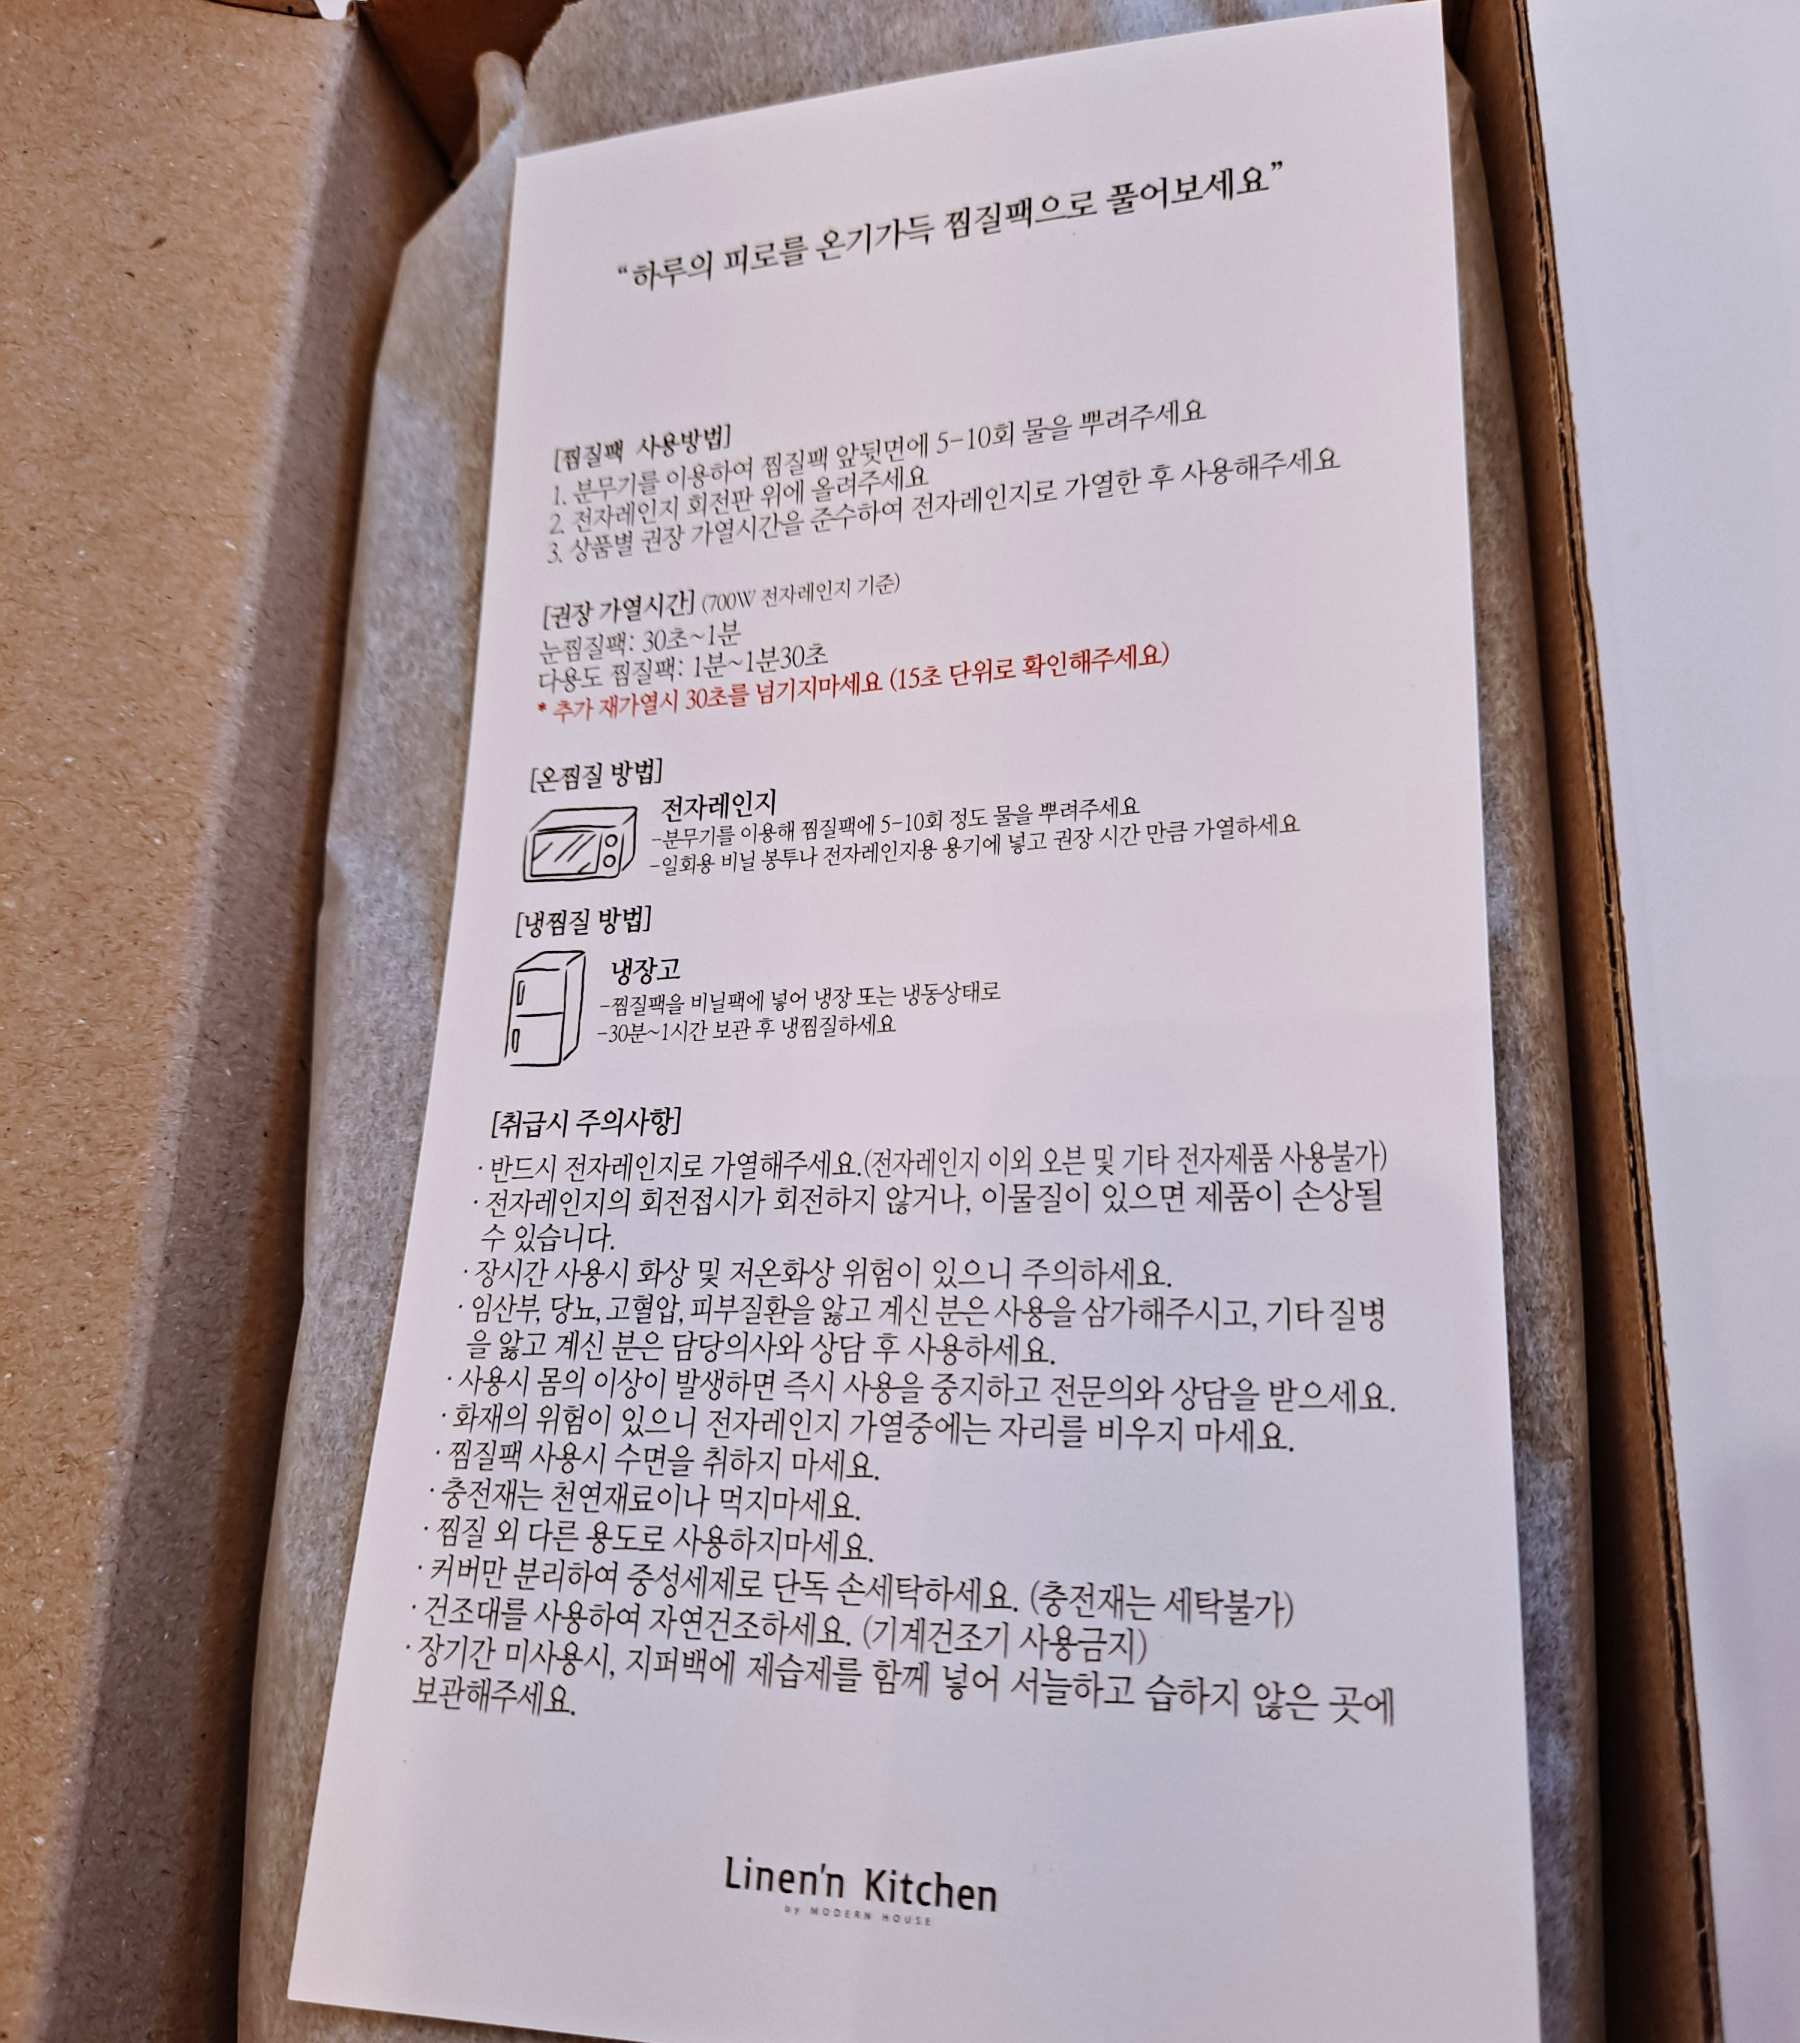 “하루의 피로를 온기가득 찜질팩으로 풀어보세요”
[찜질팩 사용방법]
1. 분무기를 이용하여 찜질팩 앞뒷면에 5-10회 물을 뿌려주세요
2. 전자레인지 회전판 위에 올려주세요
3. 상품별 권장 가열시간을 준수하여 전자레인지로 가열한 후 사용해주세요
[권장 가열시간] (700W 전자레인지 기준)
눈찜질팩: 30초~1분
다용도 찜질팩: 1분~1분30초
* 추가 재가열시 30초를 넘기지마세요 (15초 단위로 확인해주세요)
[온찜질 방법]
전자레인지
-분무기를 이용해 찜질팩에 5-10회 정도 물을 뿌려주세요
-일회용 비닐 봉투나 전자레인지용 용기에 넣고 권장 시간 만큼 가열하세요
[냉찜질 방법]
냉장고
-찜질팩을 비닐팩에 넣어 냉장 또는 냉동상태로
-30분~1시간 보관 후 냉찜질하세요
[취급시 주의사항]
· 반드시 전자레인지로 가열해주세요.(전자레인지 이외 오븐 및 기타 전자제품 사용불가)
· 전자레인지의 회전접시가 회전하지 않거나, 이물질이 있으면 제품이 손상될
수 있습니다.
· 장시간 사용시 화상 및 저온화상 위험이 있으니 주의하세요.
· 임산부, 당뇨, 고혈압, 피부질환을 앓고 계신 분은 사용을 삼가해주시고, 기타 질병
을 앓고 계신 분은 담당의사와 상담 후 사용하세요.
· 사용시 몸의 이상이 발생하면 즉시 사용을 중지하고 전문의와 상담을 받으세요.
· 화재의 위험이 있으니 전자레인지 가열중에는 자리를 비우지 마세요.
· 찜질팩 사용시 수면을 취하지 마세요.
· 충전재는 천연재료이나 먹지마세요.
· 찜질 외 다른 용도로 사용하지마세요.
· 커버만 분리하여 중성세제로 단독 손세탁하세요. (충전재는 세탁불가)
· 건조대를 사용하여 자연건조하세요. (기계건조기 사용금지)
· 장기간 미사용시, 지퍼백에 제습제를 함께 넣어 서늘하고 습하지 않은 곳에
보관해주세요.
Linen'n Kitchen
by MODERN HOUSE